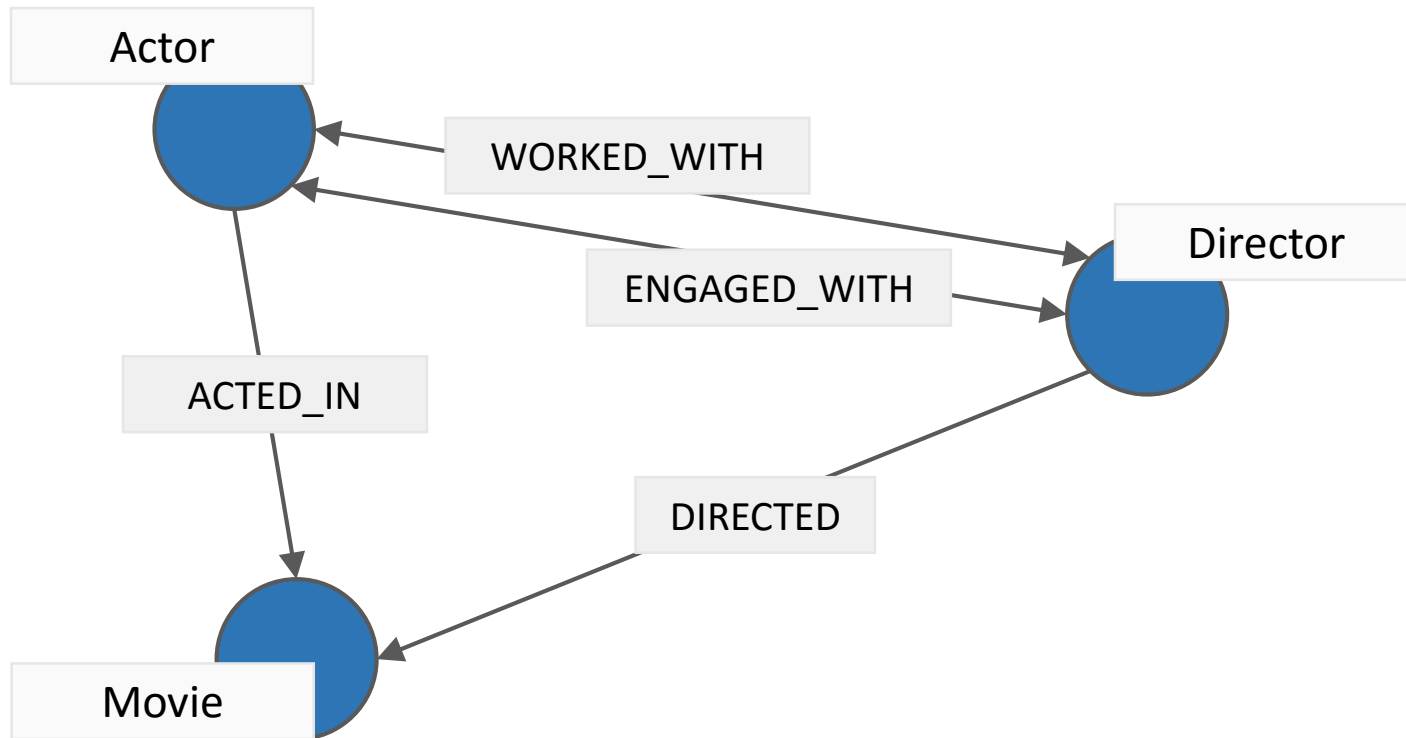 Actor
WORKED_WITH
Director
ENGAGED_WITH
ACTED_IN
DIRECTED
Movie